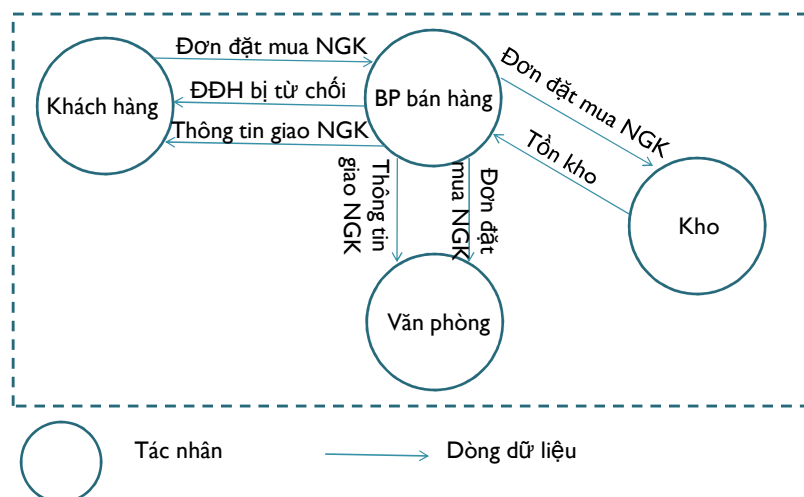 Đơn đặt mua NGK
ĐĐH bị từ chối
Thông tin giao NGK
Khách hàng
BP bán hàng
Đơn đặt mua NGK
Tồn kho
Kho
Thông tin
giao NGK
Đơn đặt
mua NGK
Văn phòng
Tác nhân
Dòng dữ liệu